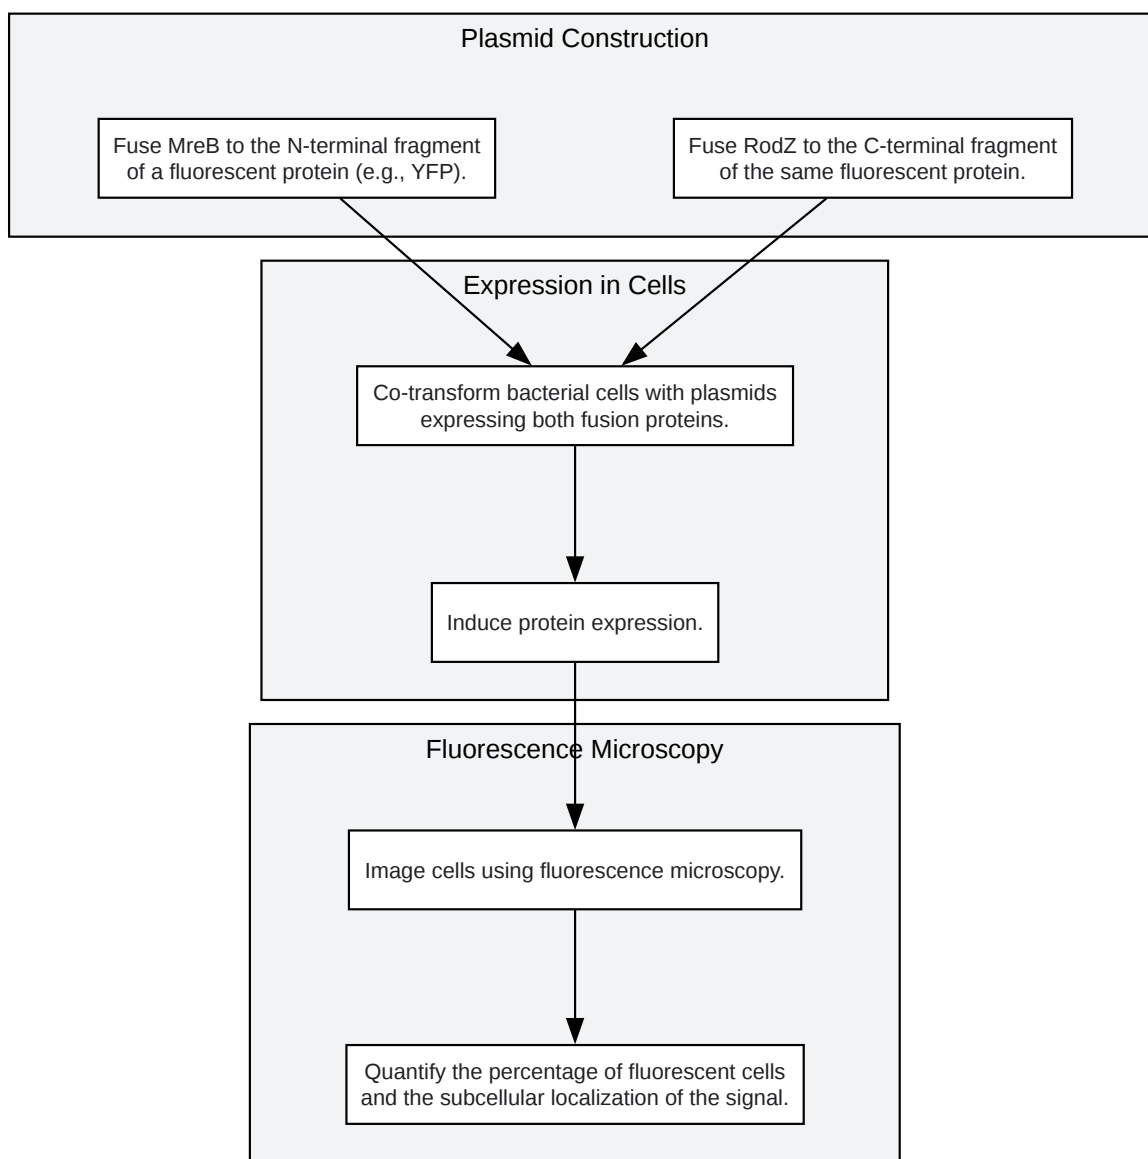 Plasmid Construction
Fuse MreB to the N-terminal fragment
of a fluorescent protein (e.g., YFP).
Fuse RodZ to the C-terminal fragment
of the same fluorescent protein.
Expression in Cells
Co-transform bacterial cells with plasmids
expressing both fusion proteins.
Induce protein expression.
Fluorescence Microscopy
Image cells using fluorescence microscopy.
Quantify the percentage of fluorescent cells
and the subcellular localization of the signal.